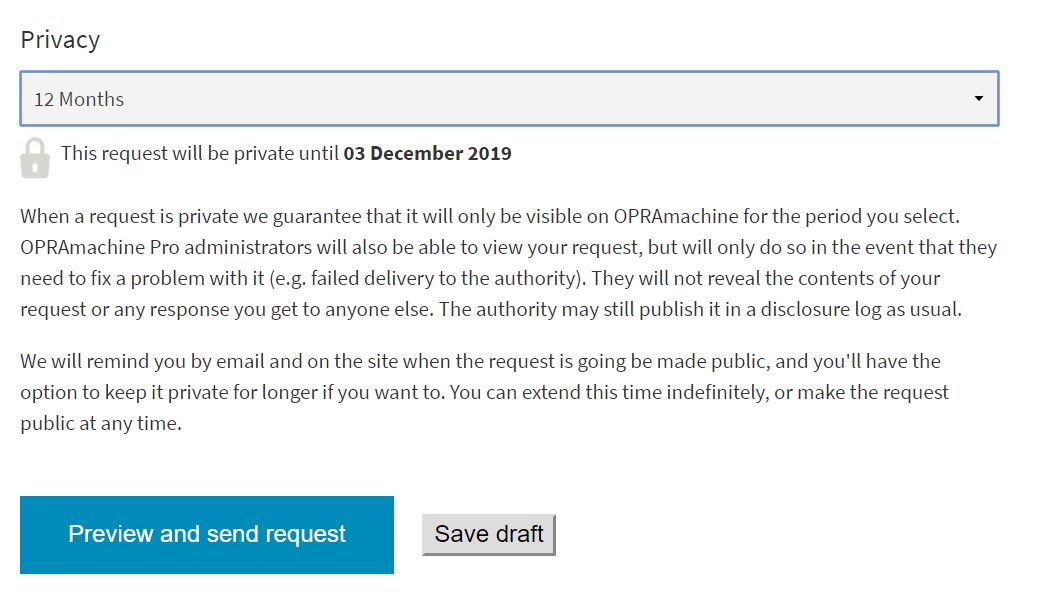 Privacy
12 Months
This request will be private until 03 December 2019
When a request is private we guarantee that it will only be visible on OPRAmachine for the period you select.
OPRAmachine Pro administrators will also be able to view your request, but will only do so in the event that they
need to fix a problem with it (e.g. failed delivery to the authority). They will not reveal the contents of your
request or any response you get to anyone else. The authority may still publish it in a disclosure log as usual.
We will remind you by email and on the site when the request is going be made public, and you'll have the
option to keep it private for longer if you want to. You can extend this time indefinitely, or make the request
public at any time.
Preview and send request
Save draft